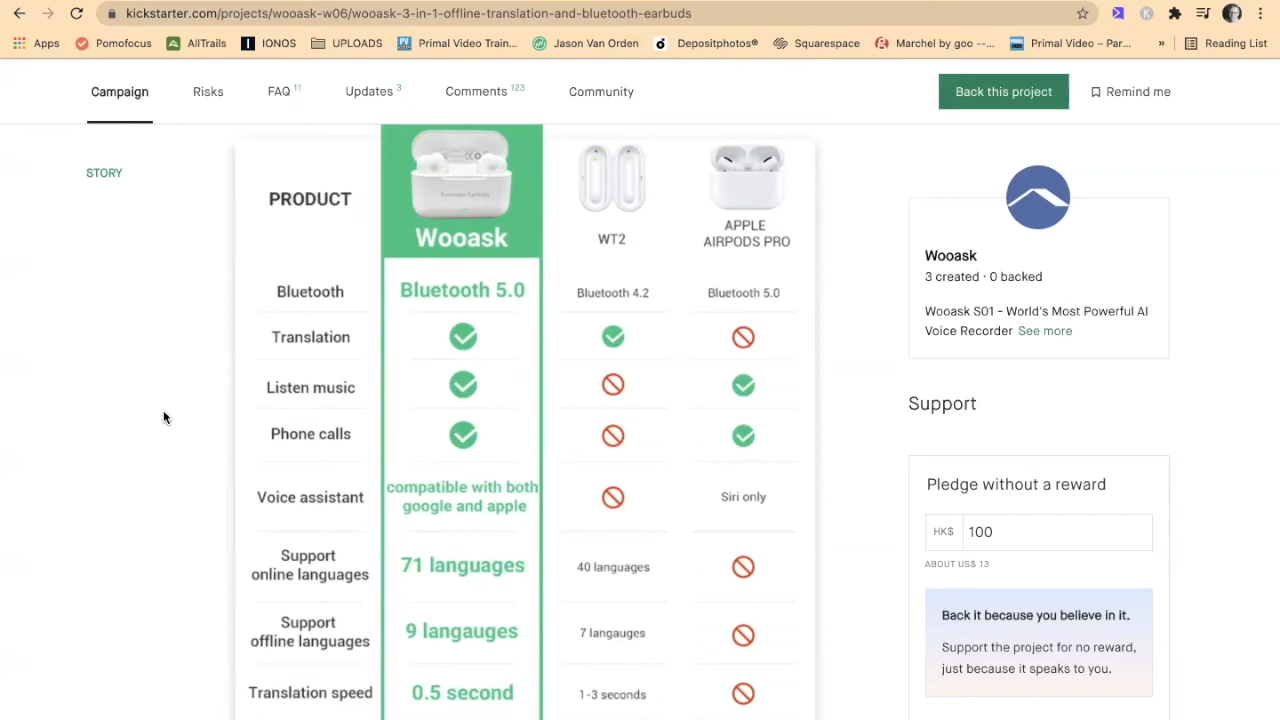 kickstarter.com/projects/wooask-w06/wooask-3-in-1-offline-translation-and-bluetooth-earbuds
Apps Pomofocus AllTrails IONOS UPLOADS Primal Video Train... Jason Van Orden Depositphotos® Squarespace Marchel by goo --... Primal Video – Par... » Reading List
Campaign Risks FAQ 11 Updates 3 Comments 123 Community Back this project Remind me
STORY
PRODUCT Wooask WT2 APPLE
AIRPODS PRO
Bluetooth Bluetooth 5.0 Bluetooth 4.2 Bluetooth 5.0
Translation
Listen music
Phone calls
Voice assistant compatible with both
google and apple Siri only
Support
online languages 71 languages 40 languages
Support
offline languages 9 langauges 7 langauges
Translation speed 0.5 second 1-3 seconds
Wooask
3 created · 0 backed
Wooask S01 - World's Most Powerful AI
Voice Recorder See more
Support
Pledge without a reward
HK$ 100
ABOUT US$ 13
Back it because you believe in it.
Support the project for no reward,
just because it speaks to you.